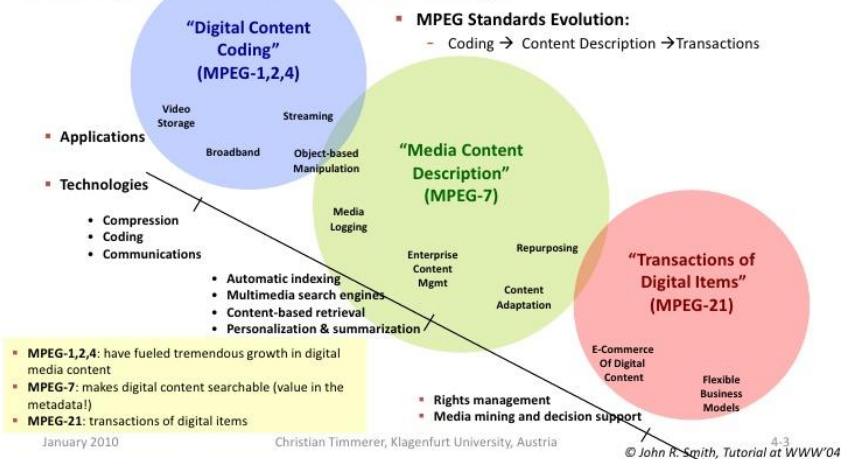 ▪ MPEG Standards Evolution:
– Coding → Content Description →Transactions
“Digital Content
Coding”
(MPEG-1,2,4)
Video
Storage
Streaming
Broadband
Object-based
Manipulation
▪ Applications
▪ Technologies
• Compression
• Coding
• Communications
“Media Content
Description”
(MPEG-7)
Media
Logging
Enterprise
Content
Mgmt
Repurposing
Content
Adaptation
• Automatic indexing
• Multimedia search engines
• Content-based retrieval
• Personalization & summarization
“Transactions of
Digital Items”
(MPEG-21)
E-Commerce
Of Digital
Content
Flexible
Business
Models
▪ Rights management
▪ Media mining and decision support
▪ MPEG-1,2,4: have fueled tremendous growth in digital
media content
▪ MPEG-7: makes digital content searchable (value in the
metadata!)
▪ MPEG-21: transactions of digital items
January 2010
Christian Timmerer, Klagenfurt University, Austria
4-3
© John R. Smith, Tutorial at WWW‘04